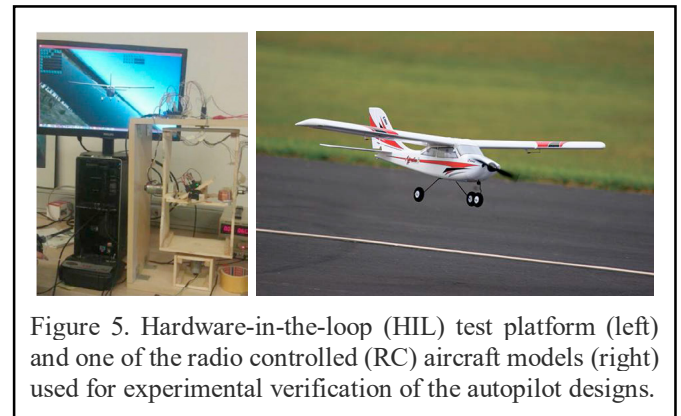 Figure 5. Hardware-in-the-loop (HIL) test platform (left)
and one of the radio controlled (RC) aircraft models (right)
used for experimental verification of the autopilot designs.